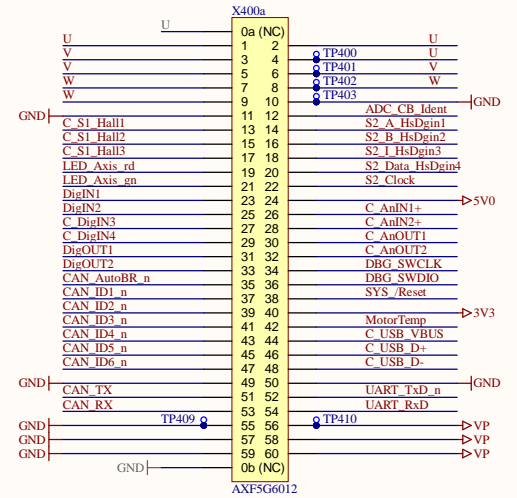 X400a
U 0a (NC)
U 1 2 U
V 3 4 TP400 U
V 5 6 TP401 V
W 7 8 TP402 W
W 9 10 TP403 GND
GND 11 12 ADC_CB_Ident
C_S1_Hall1 13 14 S2_A_HsDgin1
C_S1_Hall2 15 16 S2_B_HsDgin2
C_S1_Hall3 17 18 S2_I_HsDgin3
LED_Axis_rd 19 20 S2_Data_HsDgin4
LED_Axis_gn 21 22 S2_Clock
DigIN1 23 24 5V0
DigIN2 25 26 C_AnIN1+
C_DigIN3 27 28 C_AnIN2+
C_DigIN4 29 30 C_AnOUT1
DigOUT1 31 32 C_AnOUT2
DigOUT2 33 34 DBG_SWCLK
CAN_AutoBR_n 35 36 DBG_SWDIO
CAN_ID1_n 37 38 SYS_/Reset
CAN_ID2_n 39 40 3V3
CAN_ID3_n 41 42 MotorTemp
CAN_ID4_n 43 44 C_USB_VBUS
CAN_ID5_n 45 46 C_USB_D+
CAN_ID6_n 47 48 C_USB_D-
GND 49 50 GND
CAN_TX 51 52 UART_TxD_n
CAN_RX 53 54 UART_RxD
GND TP409 55 56 TP410 VP
GND 57 58 VP
GND 59 60 VP
GND 0b (NC)
AXF5G6012